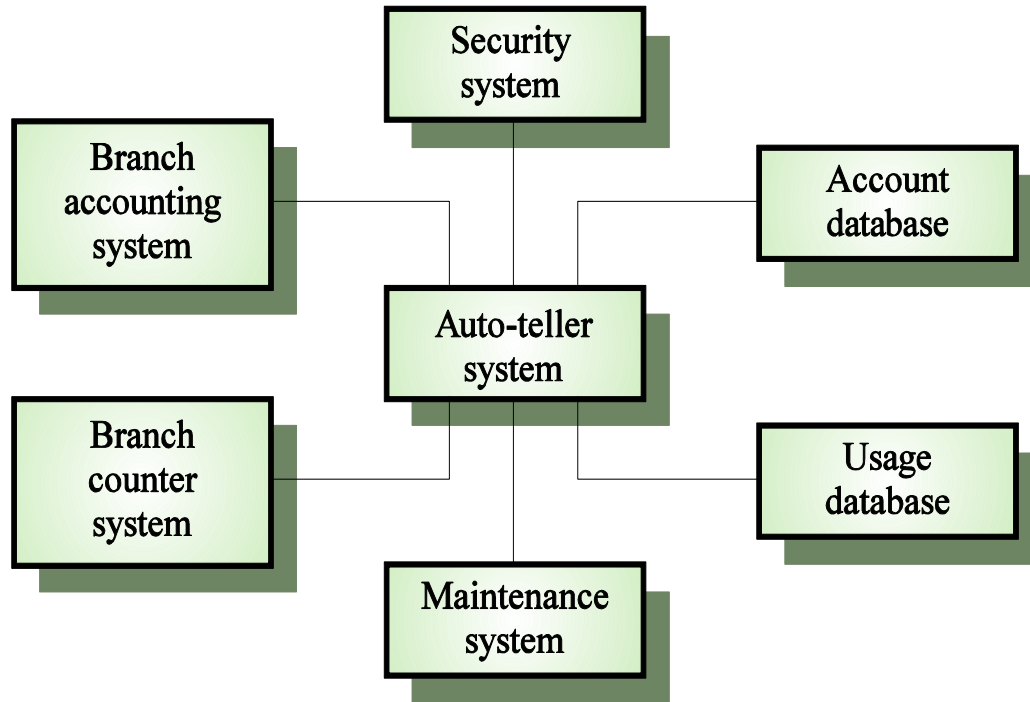 Security
system
Branch
accounting
system
Account
database
Auto-teller
system
Branch
counter
system
Usage
database
Maintenance
system